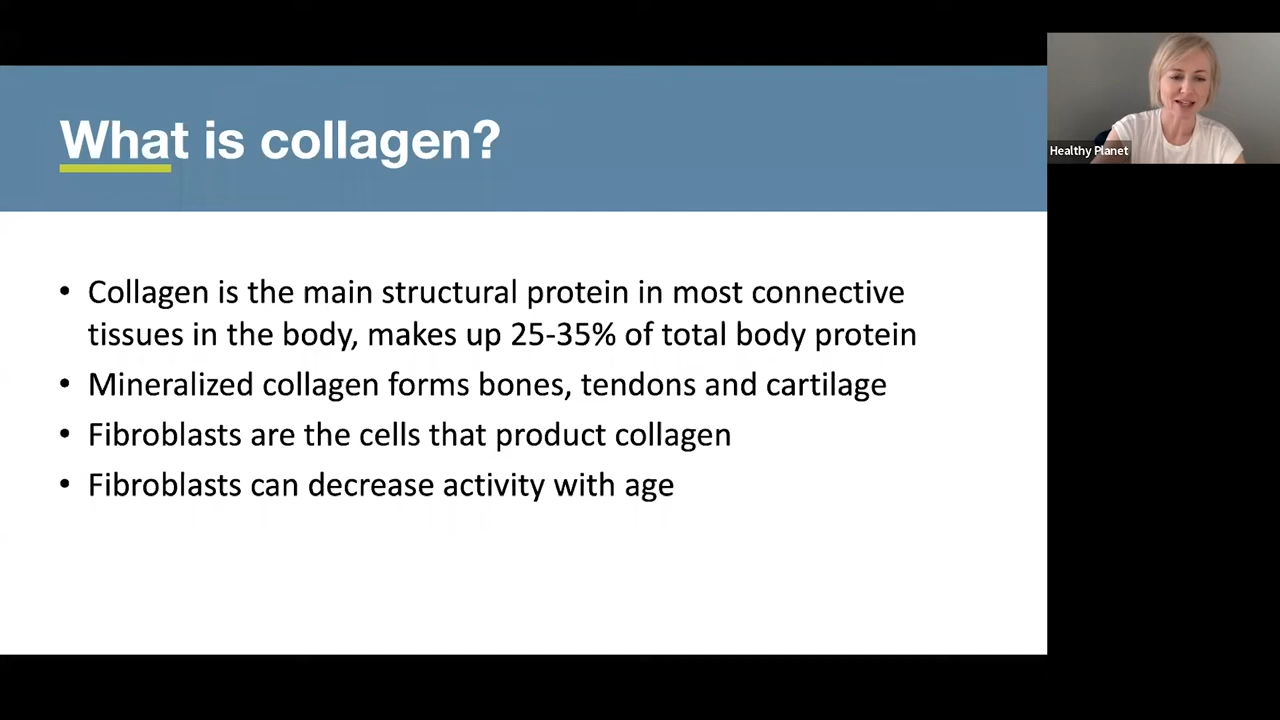 What is collagen?
Healthy Planet
• Collagen is the main structural protein in most connective
tissues in the body, makes up 25-35% of total body protein
• Mineralized collagen forms bones, tendons and cartilage
• Fibroblasts are the cells that product collagen
• Fibroblasts can decrease activity with age